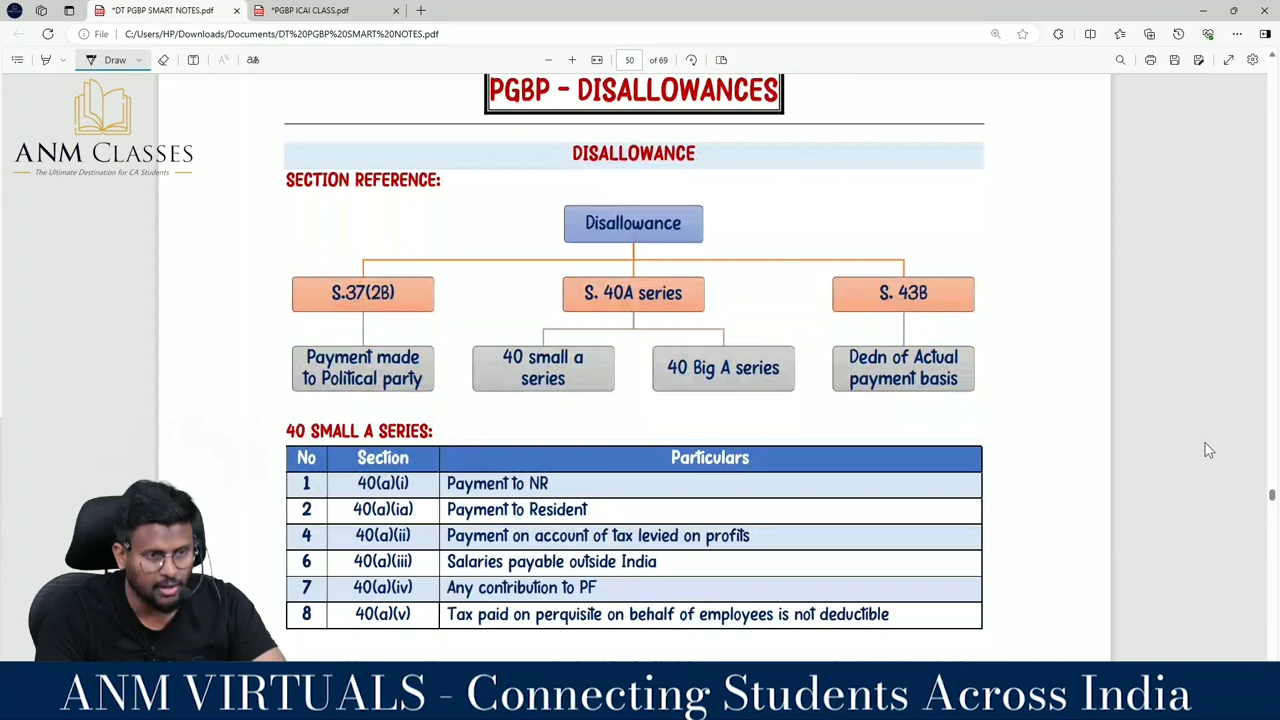 *DT PGBP SMART NOTES.pdf
*PGBP ICAI CLASS.pdf
File
C:/Users/HP/Downloads/Documents/DT%20PGBP%20SMART%20NOTES.pdf
Draw
50 of 69
PGBP - DISALLOWANCES
ANM CLASSES
The Ultimate Destination for CA Students
DISALLOWANCE
SECTION REFERENCE:
Disallowance
S.37(2B)
S. 40A series
S. 43B
Payment made
to Political party
40 small a
series
40 Big A series
Dedn of Actual
payment basis
40 SMALL A SERIES:
No Section Particulars
1 40(a)(i) Payment to NR
2 40(a)(ia) Payment to Resident
4 40(a)(ii) Payment on account of tax levied on profits
6 40(a)(iii) Salaries payable outside India
7 40(a)(iv) Any contribution to PF
8 40(a)(v) Tax paid on perquisite on behalf of employees is not deductible
ANM VIRTUALS - Connecting Students Across India